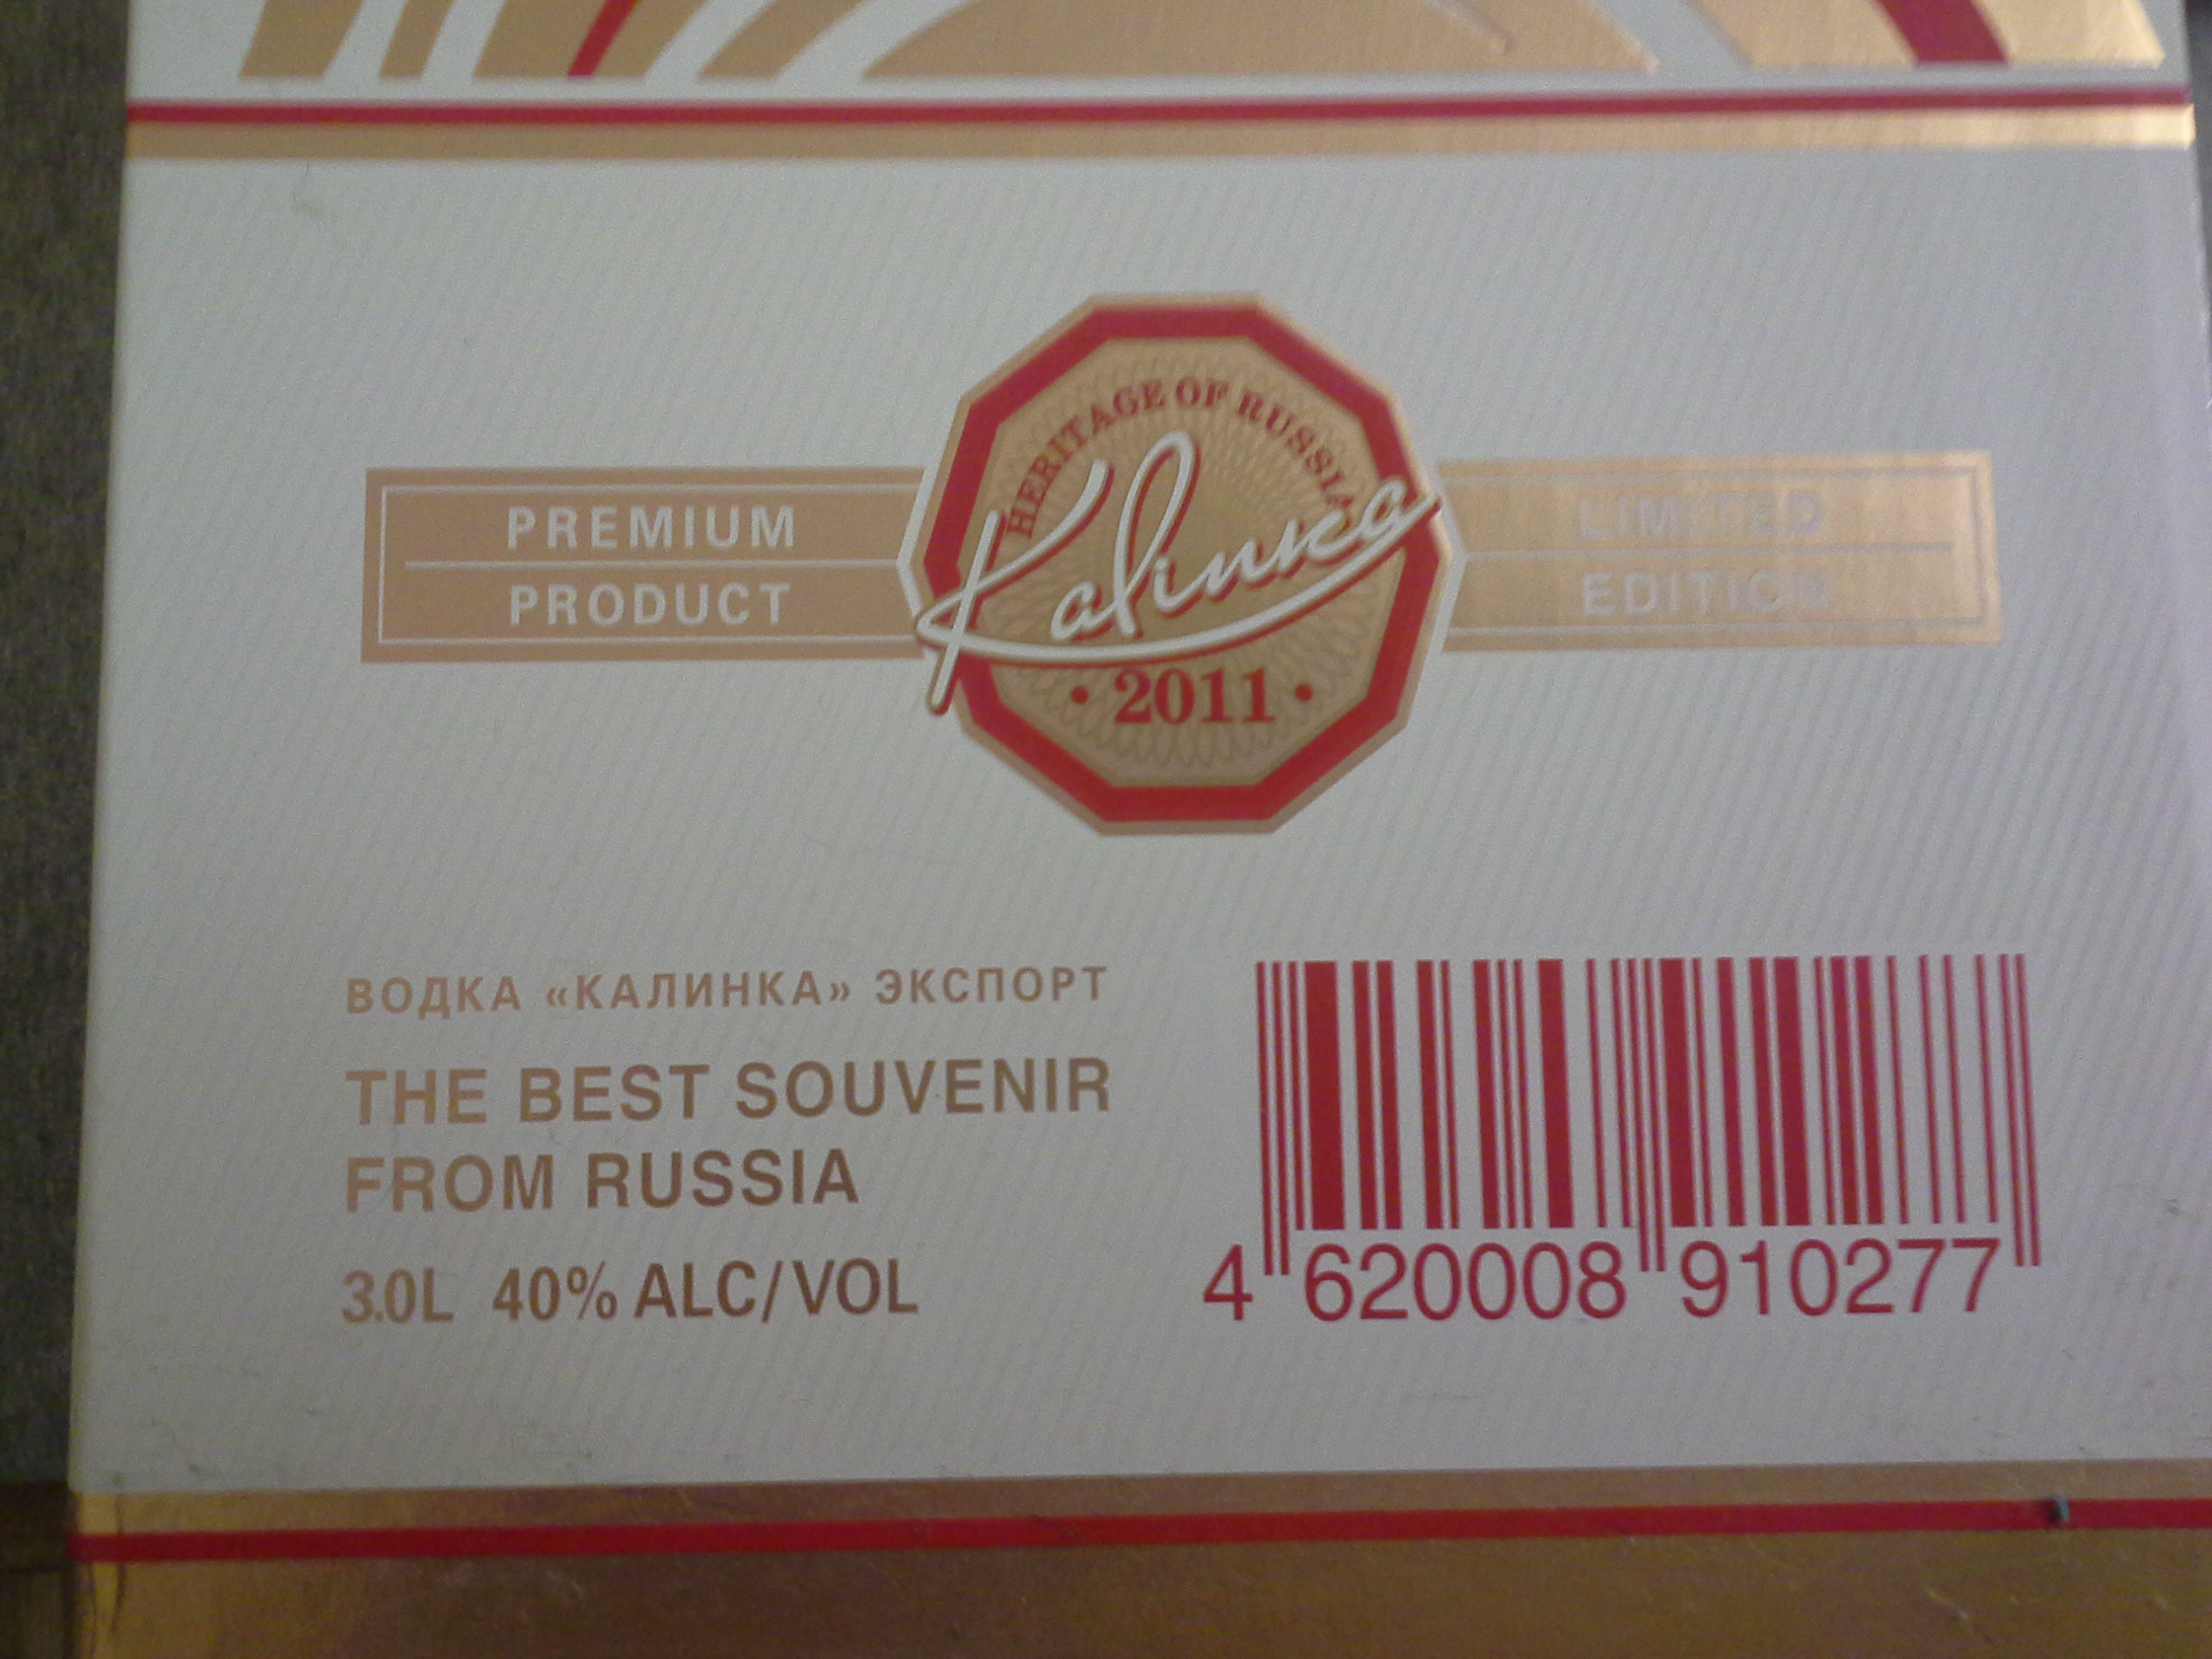 HERITAGE OF RUSSIA
Kalinka
• 2011 •
PREMIUM
PRODUCT
LIMITED
EDITION
ВОДКА «КАЛИНКА» ЭКСПОРТ
THE BEST SOUVENIR
FROM RUSSIA
3.0L 40% ALC/VOL
4 620008 910277